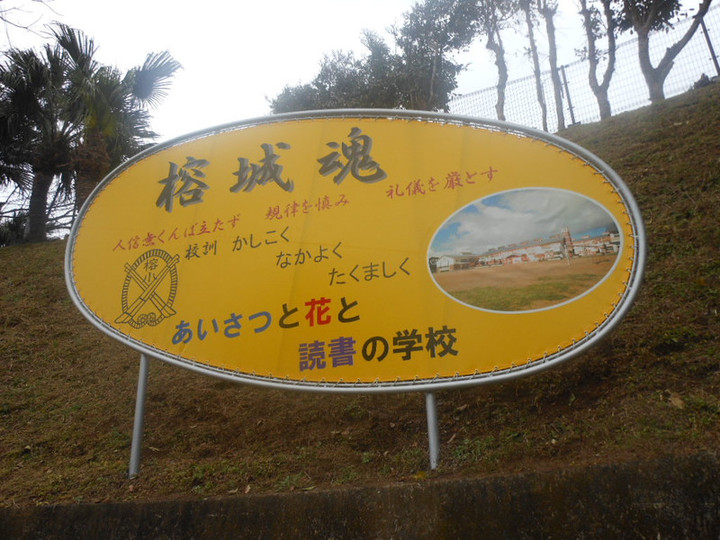 榕城魂
人信無くんば立たず 規律を慎み 礼儀を厳とす
校訓 かしこく
なかよく
たくましく
榕小
あいさつと花と
読書の学校